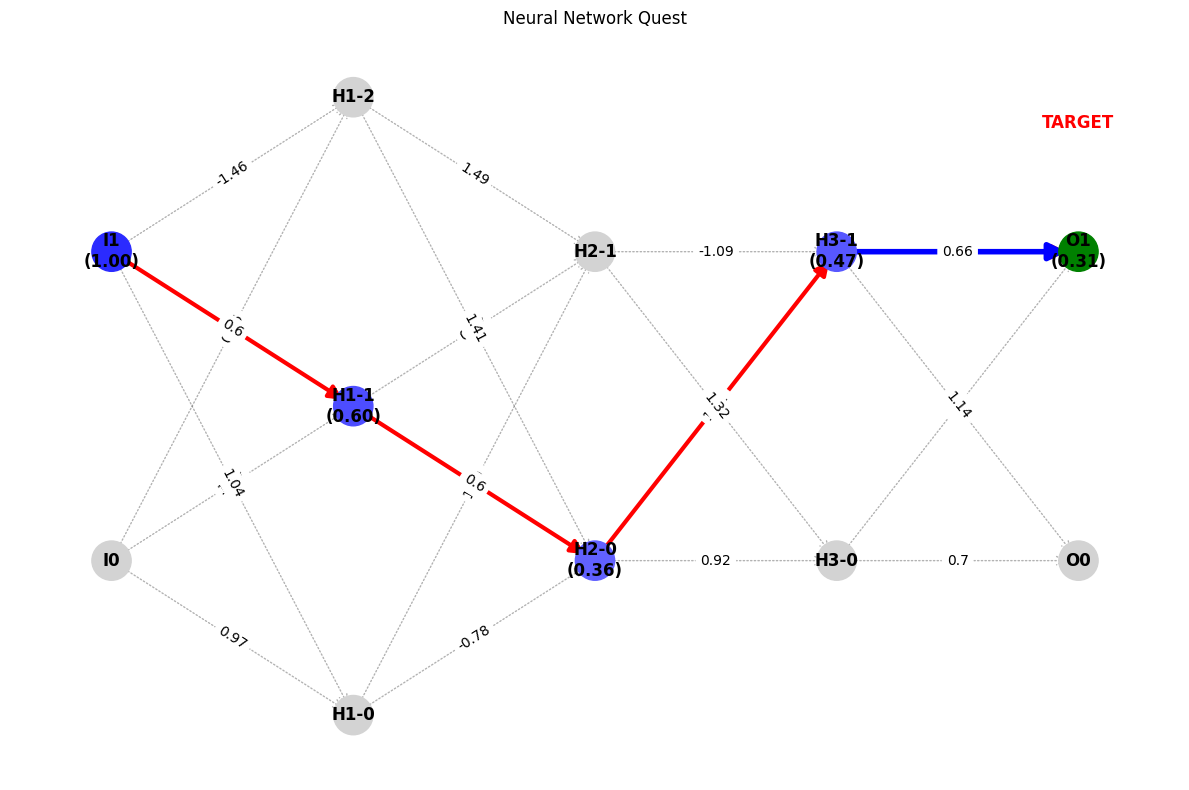 Neural Network Quest
H1-2
TARGET
-1.46
1.49
I1
(1.00)
H2-1
-1.09
H3-1
(0.47)
0.66
O1
(0.31)
0.6
1.41
H1-1
(0.60)
1.32
1.14
1.04
0.6
I0
H2-0
(0.36)
0.92
H3-0
0.7
O0
0.97
-0.78
H1-0